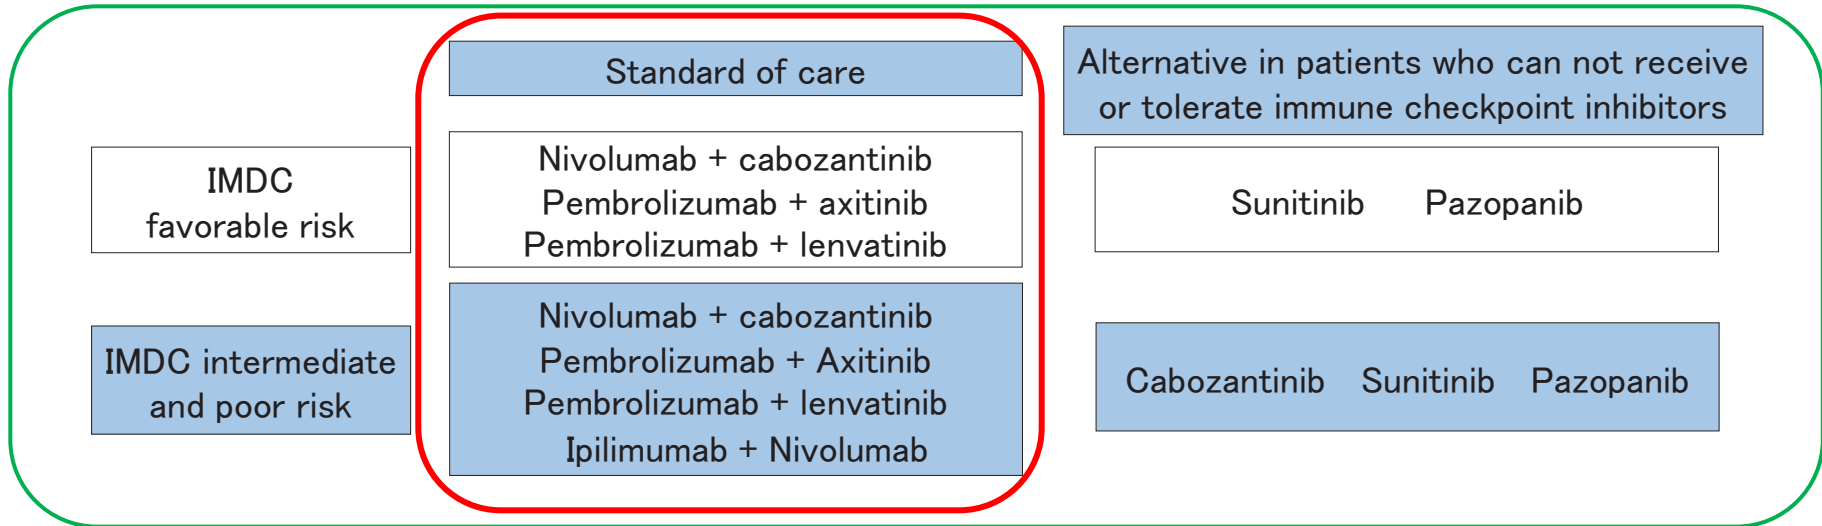 Standard of care
Alternative in patients who can not receive
or tolerate immune checkpoint inhibitors
IMDC
favorable risk
Nivolumab + cabozantinib
Pembrolizumab + axitinib
Pembrolizumab + lenvatinib
Sunitinib Pazopanib
IMDC intermediate
and poor risk
Nivolumab + cabozantinib
Pembrolizumab + Axitinib
Pembrolizumab + lenvatinib
Ipilimumab + Nivolumab
Cabozantinib Sunitinib Pazopanib